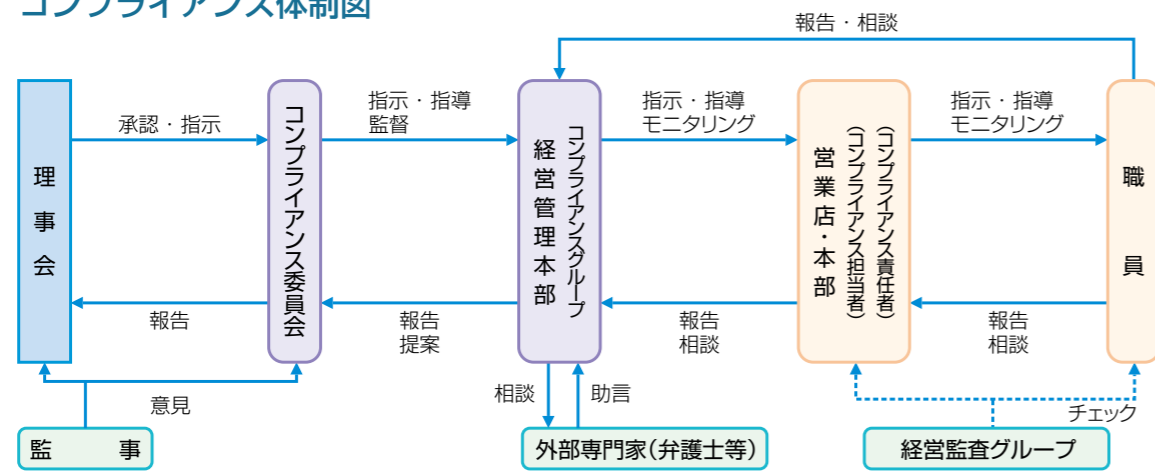 コンプライアンス体制図
報告・相談
理事会
承認・指示
報告
コンプライアンス委員会
指示・指導
監督
報告
提案
経営管理本部
コンプライアンスグループ
指示・指導
モニタリング
報告
相談
営業店・本部
(コンプライアンス責任者)
(コンプライアンス担当者)
指示・指導
モニタリング
報告
相談
職員
意見
監事
相談
助言
外部専門家(弁護士等)
チェック
経営監査グループ